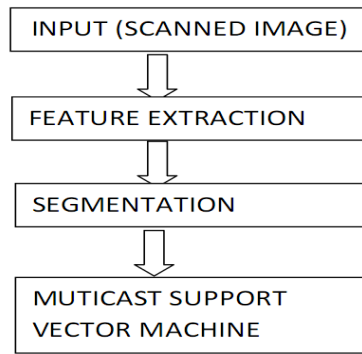 INPUT (SCANNED IMAGE)
FEATURE EXTRACTION
SEGMENTATION
MUTICAST SUPPORT
VECTOR MACHINE